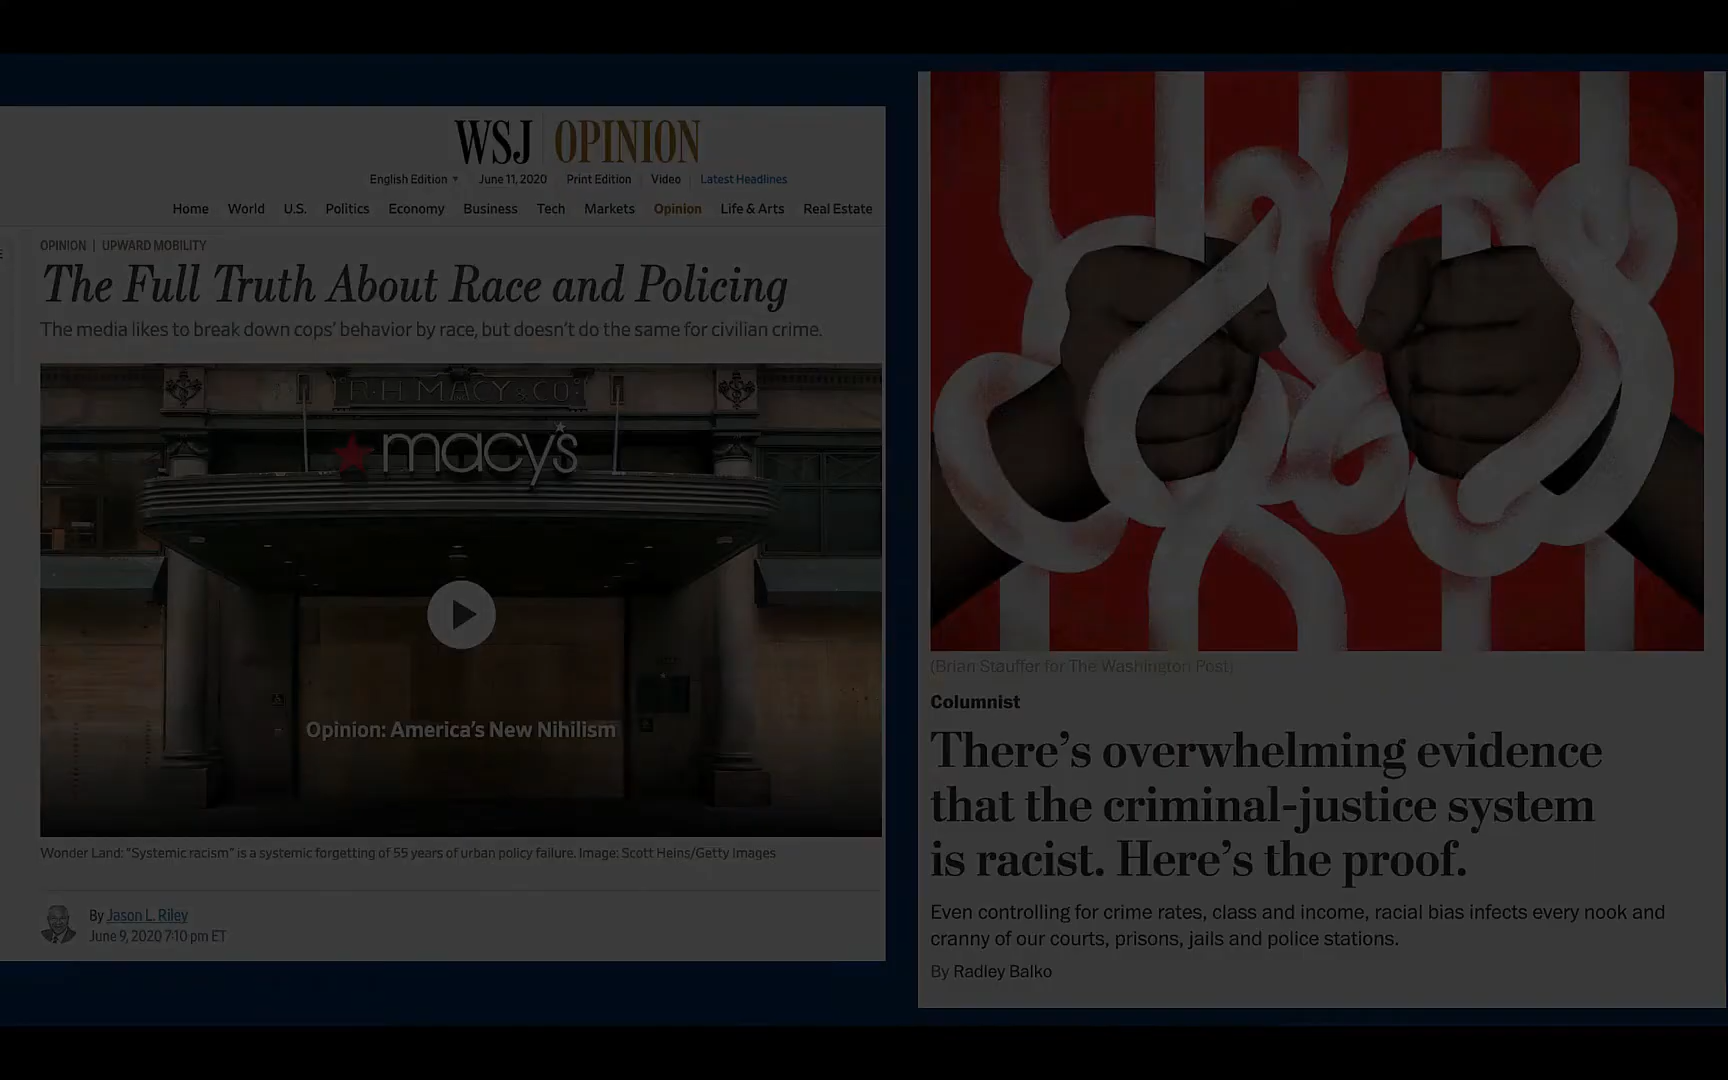 WSJ OPINION
English Edition June 11, 2020 Print Edition Video Latest Headlines
Home World U.S. Politics Economy Business Tech Markets Opinion Life & Arts Real Estate
OPINION | UPWARD MOBILITY
The Full Truth About Race and Policing
The media likes to break down cops' behavior by race, but doesn't do the same for civilian crime.
R·H·MACY & CO
macy's
Opinion: America's New Nihilism
Wonder Land: "Systemic racism" is a systemic forgetting of 55 years of urban policy failure. Image: Scott Heins/Getty Images
By Jason L. Riley
June 9, 2020 7:10 pm ET
(Brian Stauffer for The Washington Post)
Columnist
There's overwhelming evidence
that the criminal-justice system
is racist. Here's the proof.
Even controlling for crime rates, class and income, racial bias infects every nook and
cranny of our courts, prisons, jails and police stations.
By Radley Balko